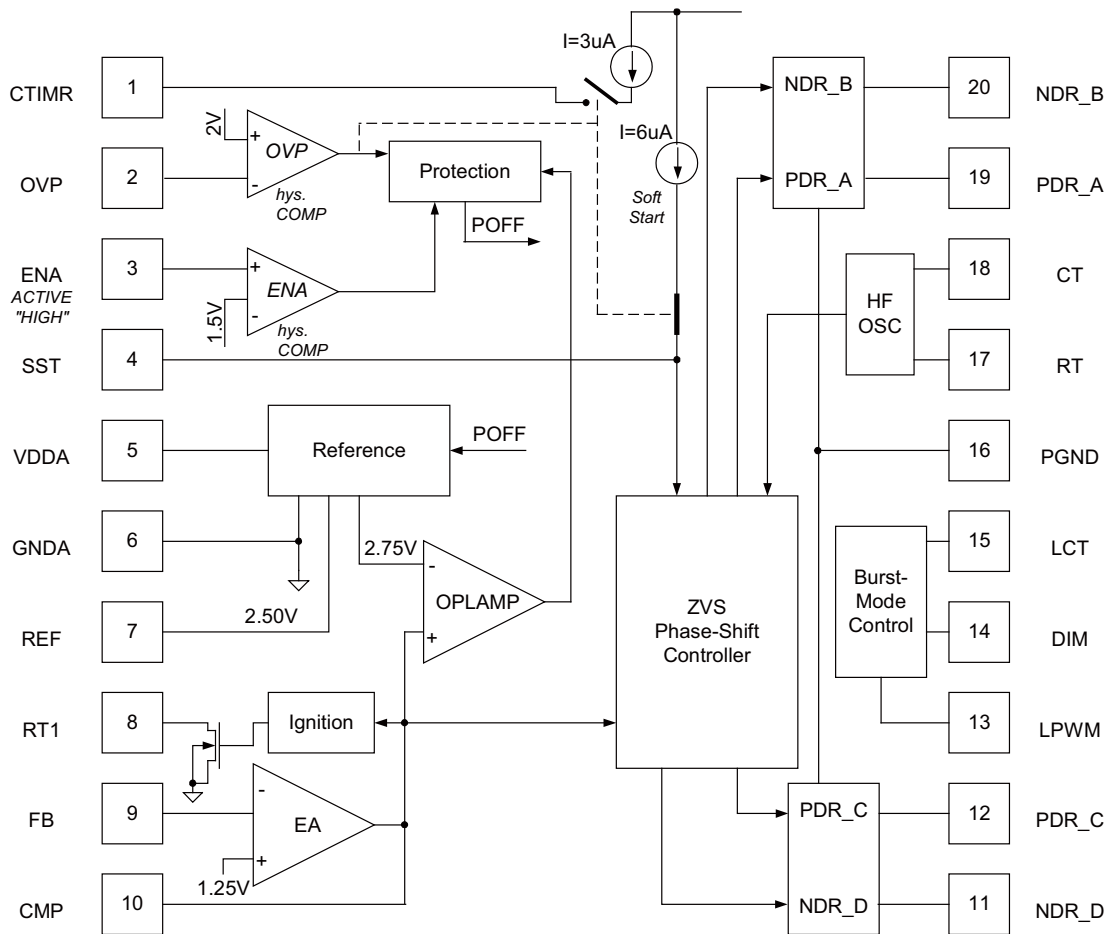 I=3uA
CTIMR
1
2V
+
OVP
-
hys.
COMP
OVP
2
Protection
POFF
I=6uA
Soft
Start
NDR_B
PDR_A
20
NDR_B
19
PDR_A
ENA
ACTIVE
"HIGH"
3
+
ENA
-
1.5V
hys.
COMP
SST
4
HF
OSC
18
CT
17
RT
VDDA
5
Reference
POFF
16
PGND
GNDA
6
2.75V
-
OPLAMP
+
REF
7
2.50V
ZVS
Phase-Shift
Controller
Burst-
Mode
Control
15
LCT
14
DIM
13
LPWM
RT1
8
Ignition
FB
9
-
EA
+
1.25V
CMP
10
PDR_C
NDR_D
12
PDR_C
11
NDR_D